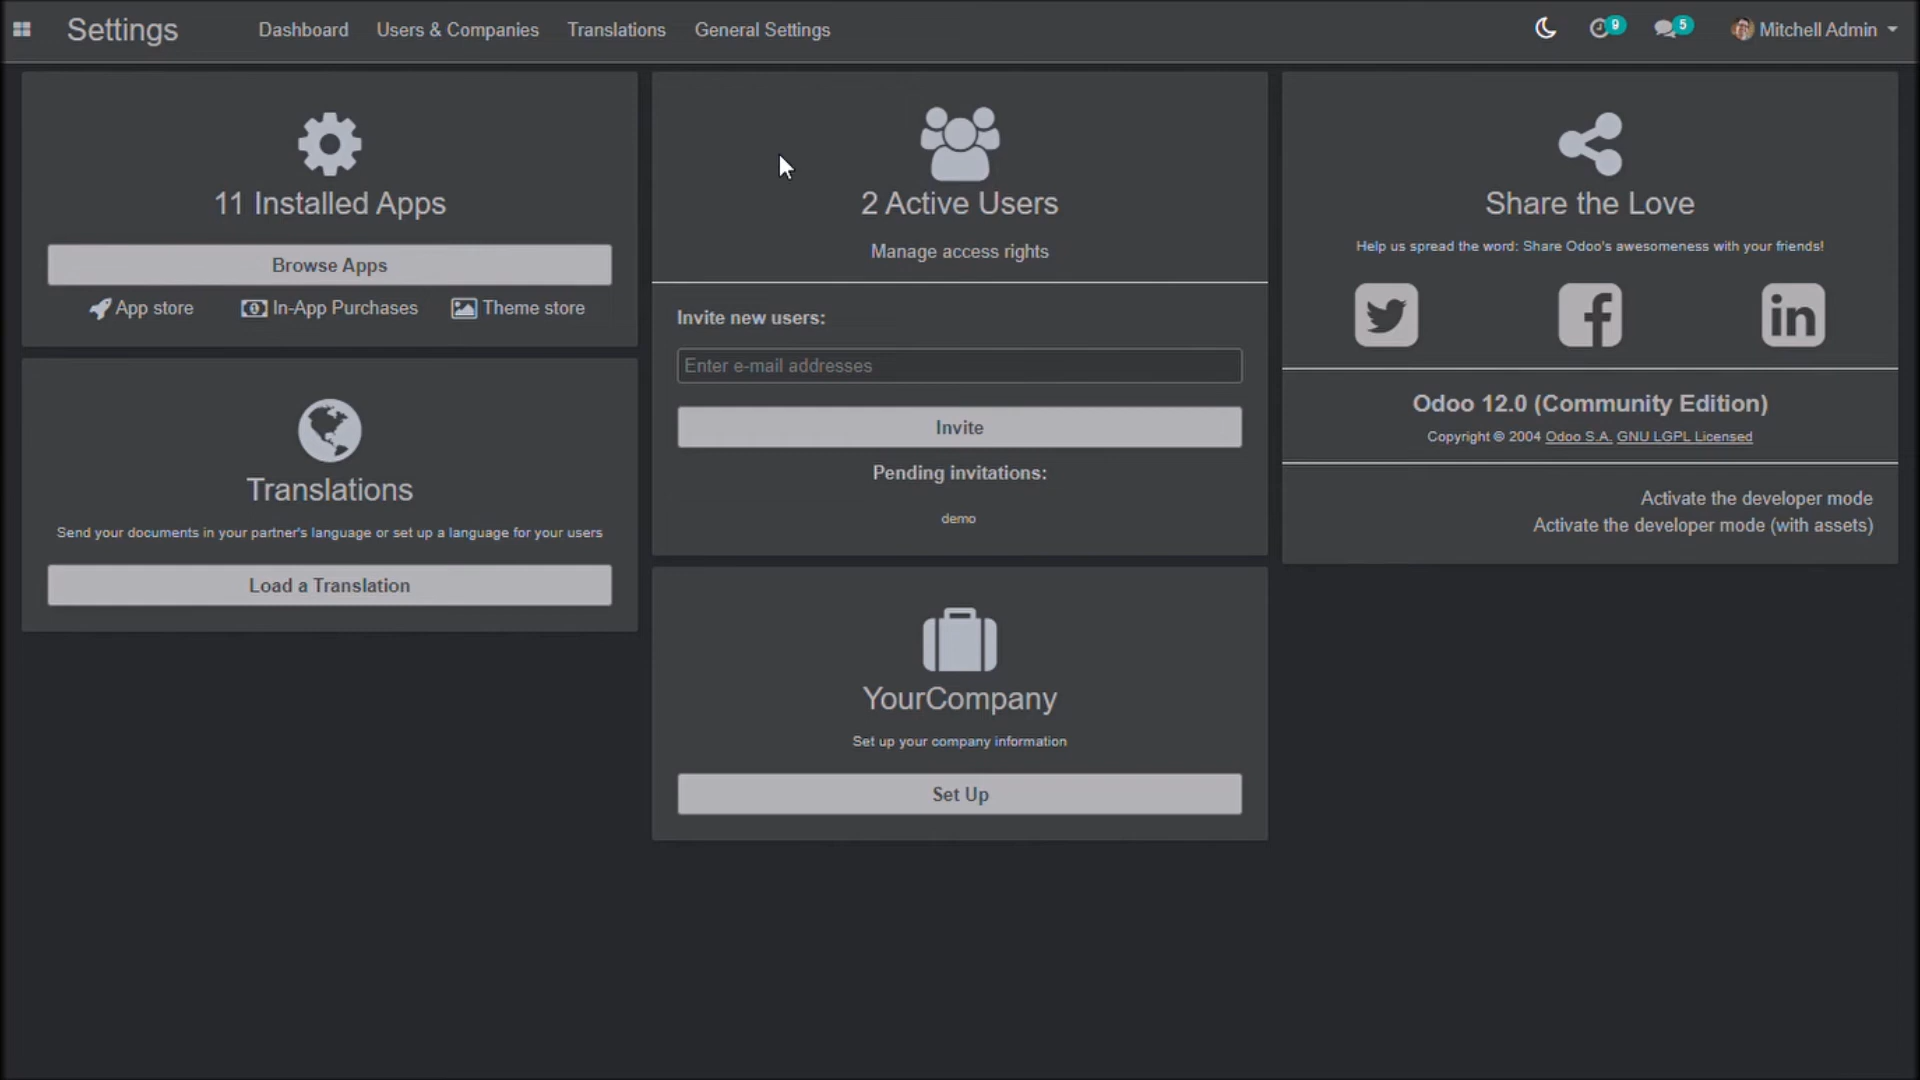 Settings
Dashboard
Users & Companies
Translations
General Settings
9
5
Mitchell Admin
11 Installed Apps
Browse Apps
App store
In-App Purchases
Theme store
Translations
Send your documents in your partner's language or set up a language for your users
Load a Translation
2 Active Users
Manage access rights
Invite new users:
Enter e-mail addresses
Invite
Pending invitations:
demo
YourCompany
Set up your company information
Set Up
Share the Love
Help us spread the word: Share Odoo's awesomeness with your friends!
Odoo 12.0 (Community Edition)
Copyright © 2004 Odoo S.A. GNU LGPL Licensed
Activate the developer mode
Activate the developer mode (with assets)